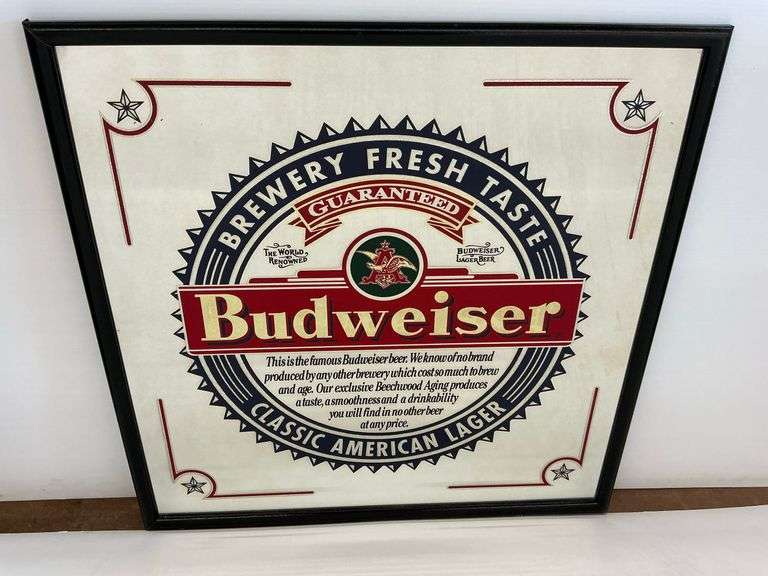 BREWERY FRESH TASTE
GUARANTEED
THE WORLD
RENOWNED
BUDWEISER
LAGER BEER
A
Budweiser
This is the famous Budweiser beer. We know of no brand
produced by any other brewery which cost so much to brew
and age. Our exclusive Beechwood Aging produces
a taste, a smoothness and a drinkability
you will find in no other beer
at any price.
CLASSIC AMERICAN LAGER